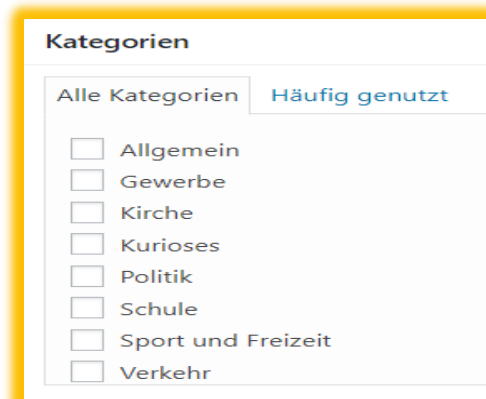 Kategorien
Alle Kategorien Häufig genutzt
Allgemein
Gewerbe
Kirche
Kurioses
Politik
Schule
Sport und Freizeit
Verkehr